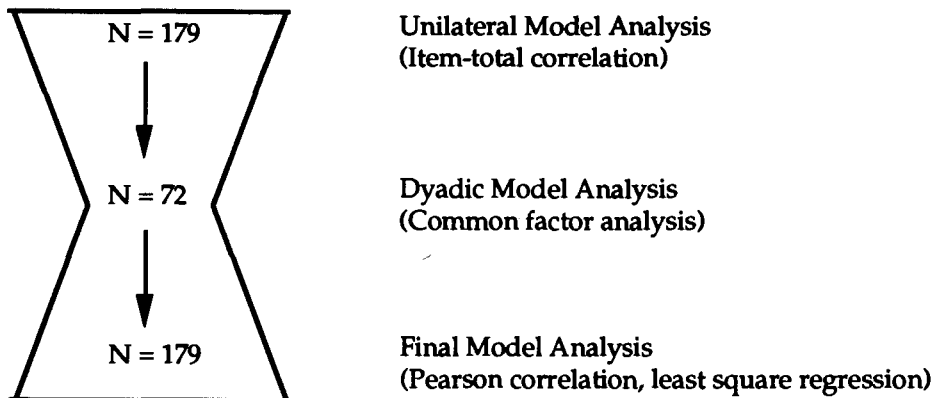 N = 179
Unilateral Model Analysis
(Item-total correlation)
N = 72
Dyadic Model Analysis
(Common factor analysis)
N = 179
Final Model Analysis
(Pearson correlation, least square regression)